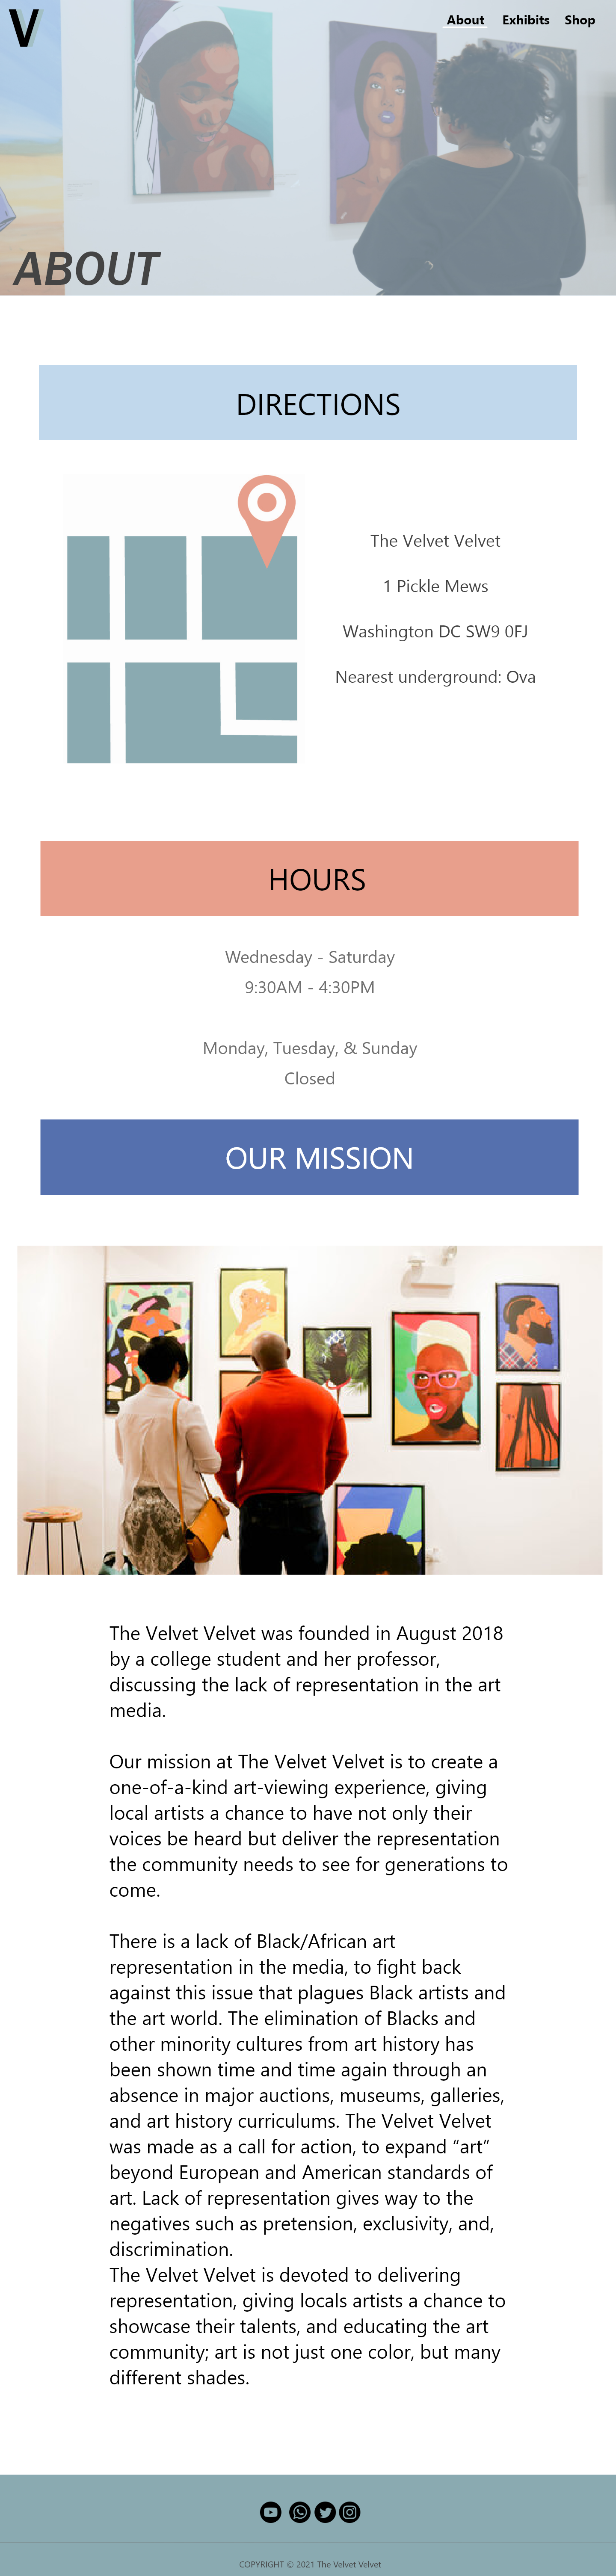 V
About Exhibits Shop
ABOUT
DIRECTIONS
The Velvet Velvet
1 Pickle Mews
Washington DC SW9 0FJ
Nearest underground: Ova
HOURS
Wednesday - Saturday
9:30AM - 4:30PM
Monday, Tuesday, & Sunday
Closed
OUR MISSION
The Velvet Velvet was founded in August 2018
by a college student and her professor,
discussing the lack of representation in the art
media.
Our mission at The Velvet Velvet is to create a
one-of-a-kind art-viewing experience, giving
local artists a chance to have not only their
voices be heard but deliver the representation
the community needs to see for generations to
come.
There is a lack of Black/African art
representation in the media, to fight back
against this issue that plagues Black artists and
the art world. The elimination of Blacks and
other minority cultures from art history has
been shown time and time again through an
absence in major auctions, museums, galleries,
and art history curriculums. The Velvet Velvet
was made as a call for action, to expand “art”
beyond European and American standards of
art. Lack of representation gives way to the
negatives such as pretension, exclusivity, and,
discrimination.
The Velvet Velvet is devoted to delivering
representation, giving locals artists a chance to
showcase their talents, and educating the art
community; art is not just one color, but many
different shades.
COPYRIGHT © 2021 The Velvet Velvet